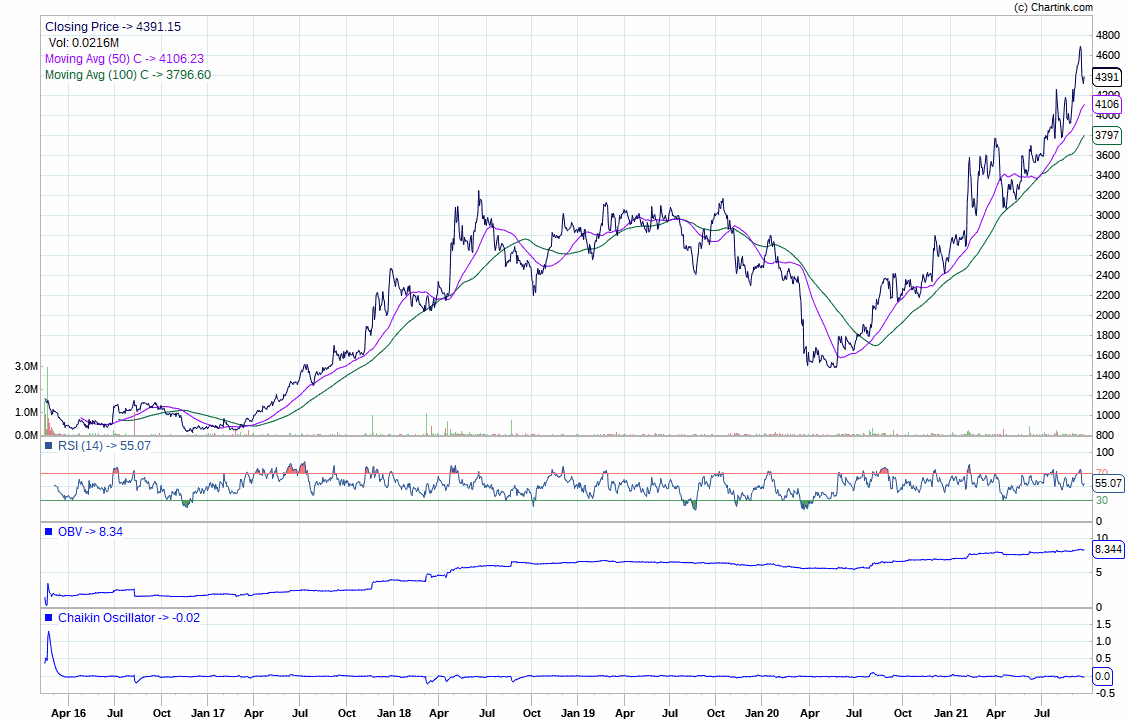 (c) Chartink.com
Closing Price -> 4391.15
Vol: 0.0216M
Moving Avg (50) C -> 4106.23
Moving Avg (100) C -> 3796.60
4800
4600
4391
4200
4106
4000
3797
3600
3400
3200
3000
2800
2600
2400
2200
2000
1800
1600
1400
1200
1000
800
3.0M
2.0M
1.0M
0.0M
RSI (14) -> 55.07
100
70
55.07
30
0
OBV -> 8.34
10
8.344
5
0
Chaikin Oscillator -> -0.02
1.5
1.0
0.5
0.0
-0.5
Apr 16 Jul Oct Jan 17 Apr Jul Oct Jan 18 Apr Jul Oct Jan 19 Apr Jul Oct Jan 20 Apr Jul Oct Jan 21 Apr Jul